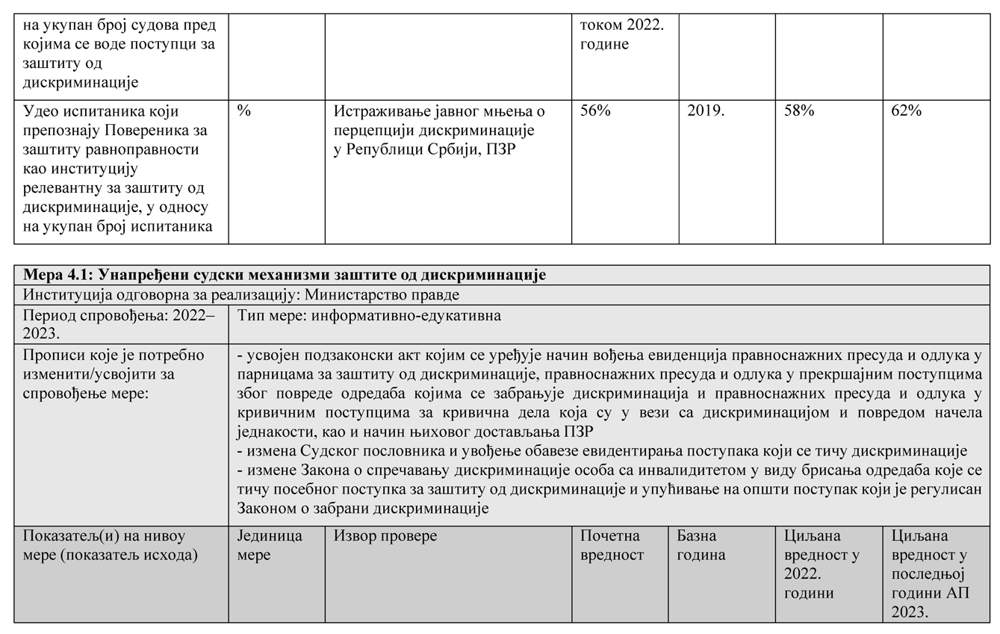 на укупан број судова пред
којима се воде поступци за
заштиту од
дискриминације
током 2022.
године
Удео испитаника који
препознају Повереника за
заштиту равноправности
као институцију
релевантну за заштиту од
дискриминације, у односу
на укупан број испитаника
%
Истраживање јавног мњења о
перцепцији дискриминације
у Републици Србији, ПЗР
56%
2019.
58%
62%
Мера 4.1: Унапређени судски механизми заштите од дискриминације
Институција одговорна за реализацију: Министарство правде
Период спровођења: 2022–
2023.
Тип мере: информативно-едукативна
Прописи које је потребно
изменити/усвојити за
спровођење мере:
- усвојен подзаконски акт којим се уређује начин вођења евиденција правноснажних пресуда и одлука у
парницама за заштиту од дискриминације, правноснажних пресуда и одлука у прекршајним поступцима
због повреде одредаба којима се забрањује дискриминација и правноснажних пресуда и одлука у
кривичним поступцима за кривична дела која су у вези са дискриминацијом и повредом начела
једнакости, као и начин њиховог достављања ПЗР
- измена Судског пословника и увођење обавезе евидентирања поступака који се тичу дискриминације
- измене Закона о спречавању дискриминације особа са инвалидитетом у виду брисања одредаба које се
тичу посебног поступка за заштиту од дискриминације и упућивање на општи поступак који је регулисан
Законом о забрани дискриминације
Показатељ(и) на нивоу
мере (показатељ исхода)
Јединица
мере
Извор провере
Почетна
вредност
Базна
година
Циљана
вредност у
2022.
години
Циљана
вредност у
последњој
години АП
2023.